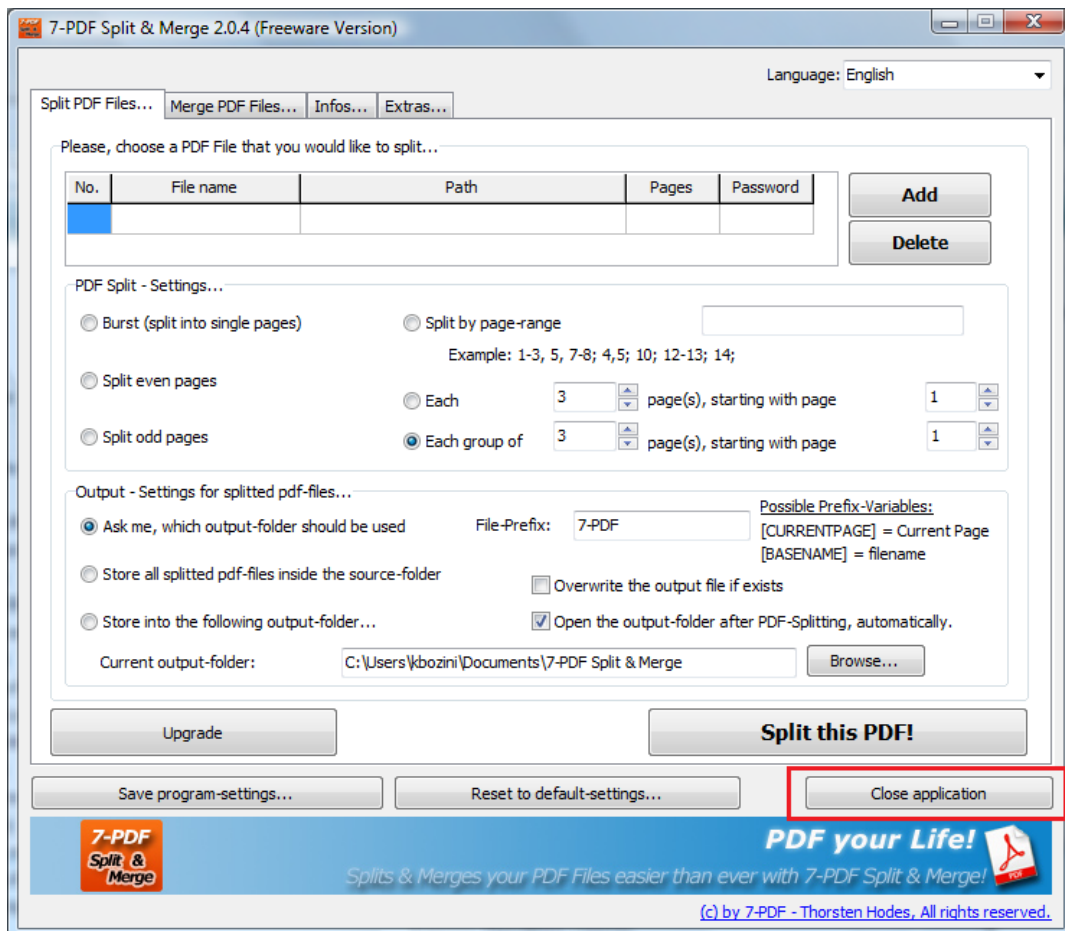 7-PDF Split & Merge 2.0.4 (Freeware Version)
Language: English
Split PDF Files... Merge PDF Files... Infos... Extras...
Please, choose a PDF File that you would like to split...
No. File name Path Pages Password
Add
Delete
PDF Split - Settings...
Burst (split into single pages)
Split by page-range
Example: 1-3, 5, 7-8; 4,5; 10; 12-13; 14;
Split even pages
Each 3 page(s), starting with page 1
Split odd pages
Each group of 3 page(s), starting with page 1
Output - Settings for splitted pdf-files...
Ask me, which output-folder should be used
File-Prefix: 7-PDF
Possible Prefix-Variables:
[CURRENTPAGE] = Current Page
[BASENAME] = filename
Store all splitted pdf-files inside the source-folder
Overwrite the output file if exists
Store into the following output-folder...
Open the output-folder after PDF-Splitting, automatically.
Current output-folder: C:\Users\kbozini\Documents\7-PDF Split & Merge Browse...
Upgrade
Split this PDF!
Save program-settings... Reset to default-settings... Close application
7-PDF
Split &
Merge
PDF your Life!
Splits & Merges your PDF Files easier than ever with 7-PDF Split & Merge!
PDF
(c) by 7-PDF - Thorsten Hodes, All rights reserved.